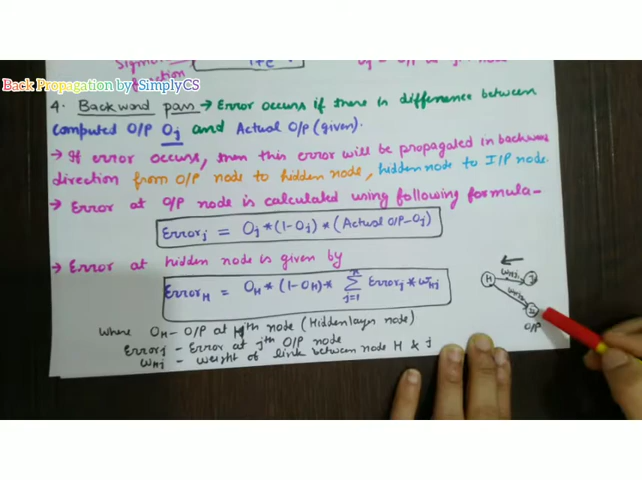 Sigmoid
function
1+e
O/P
Back Propagation by SimplyCS
4. Backward pass → Error occurs if there is difference between
Computed O/P Oj and Actual O/P (given).
→ If error occurs, then this error will be propagated in backward
direction from O/P node to hidden node, hidden node to I/P node.
→ Error at O/P node is calculated using following formula-
Errorj = Oj * (1-Oj) * (Actual O/P-Oj)
→ Error at hidden node is given by
ErrorH = OH * (1-OH) * Σ j=1 n Errorj * wHj
Where OH - O/P at Hth node (Hidden layer node)
Errorj - Error at jth O/P node
wHj - weight of link between node H & j
H
O/P